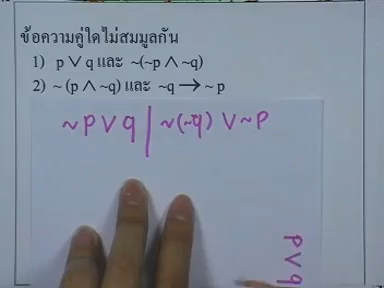 ข้อความคู่ใดไม่สมมูลกัน
1) p ∨ q และ ~(~p ∧ ~q)
2) ~ (p ∧ ~q) และ ~q → ~ p
~p ∨ q | ~(~q) ∨ ~p
p ∨ q